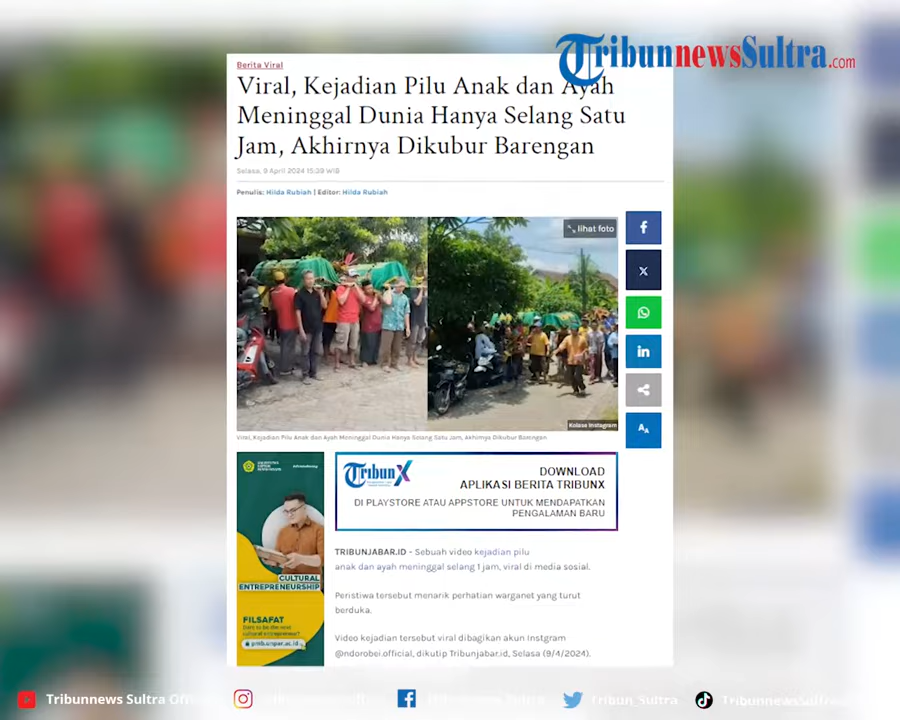 TribunnewsSultra.com
Berita Viral
Viral, Kejadian Pilu Anak dan Ayah
Meninggal Dunia Hanya Selang Satu
Jam, Akhirnya Dikubur Barengan
Selasa, 9 April 2024 15:39 WIB
Penulis: Hilda Rubiah | Editor: Hilda Rubiah
lihat foto
Kolase Instagram
Viral, Kejadian Pilu Anak dan Ayah Meninggal Dunia Hanya Selang Satu Jam, Akhirnya Dikubur Barengan
TribunX
DOWNLOAD
APLIKASI BERITA TRIBUNX
DI PLAYSTORE ATAU APPSTORE UNTUK MENDAPATKAN
PENGALAMAN BARU
CULTURAL
ENTREPRENEURSHIP
FILSAFAT
pmb.unpar.ac.id
TRIBUNJABAR.ID - Sebuah video kejadian pilu
anak dan ayah meninggal selang 1 jam, viral di media sosial.
Peristiwa tersebut menarik perhatian warganet yang turut
berduka.
Video kejadian tersebut viral dibagikan akun Instgram
@ndorobei.official, dikutip Tribunjabar.id, Selasa (9/4/2024).
Tribunnews Sultra Off
Tribun_Sultra